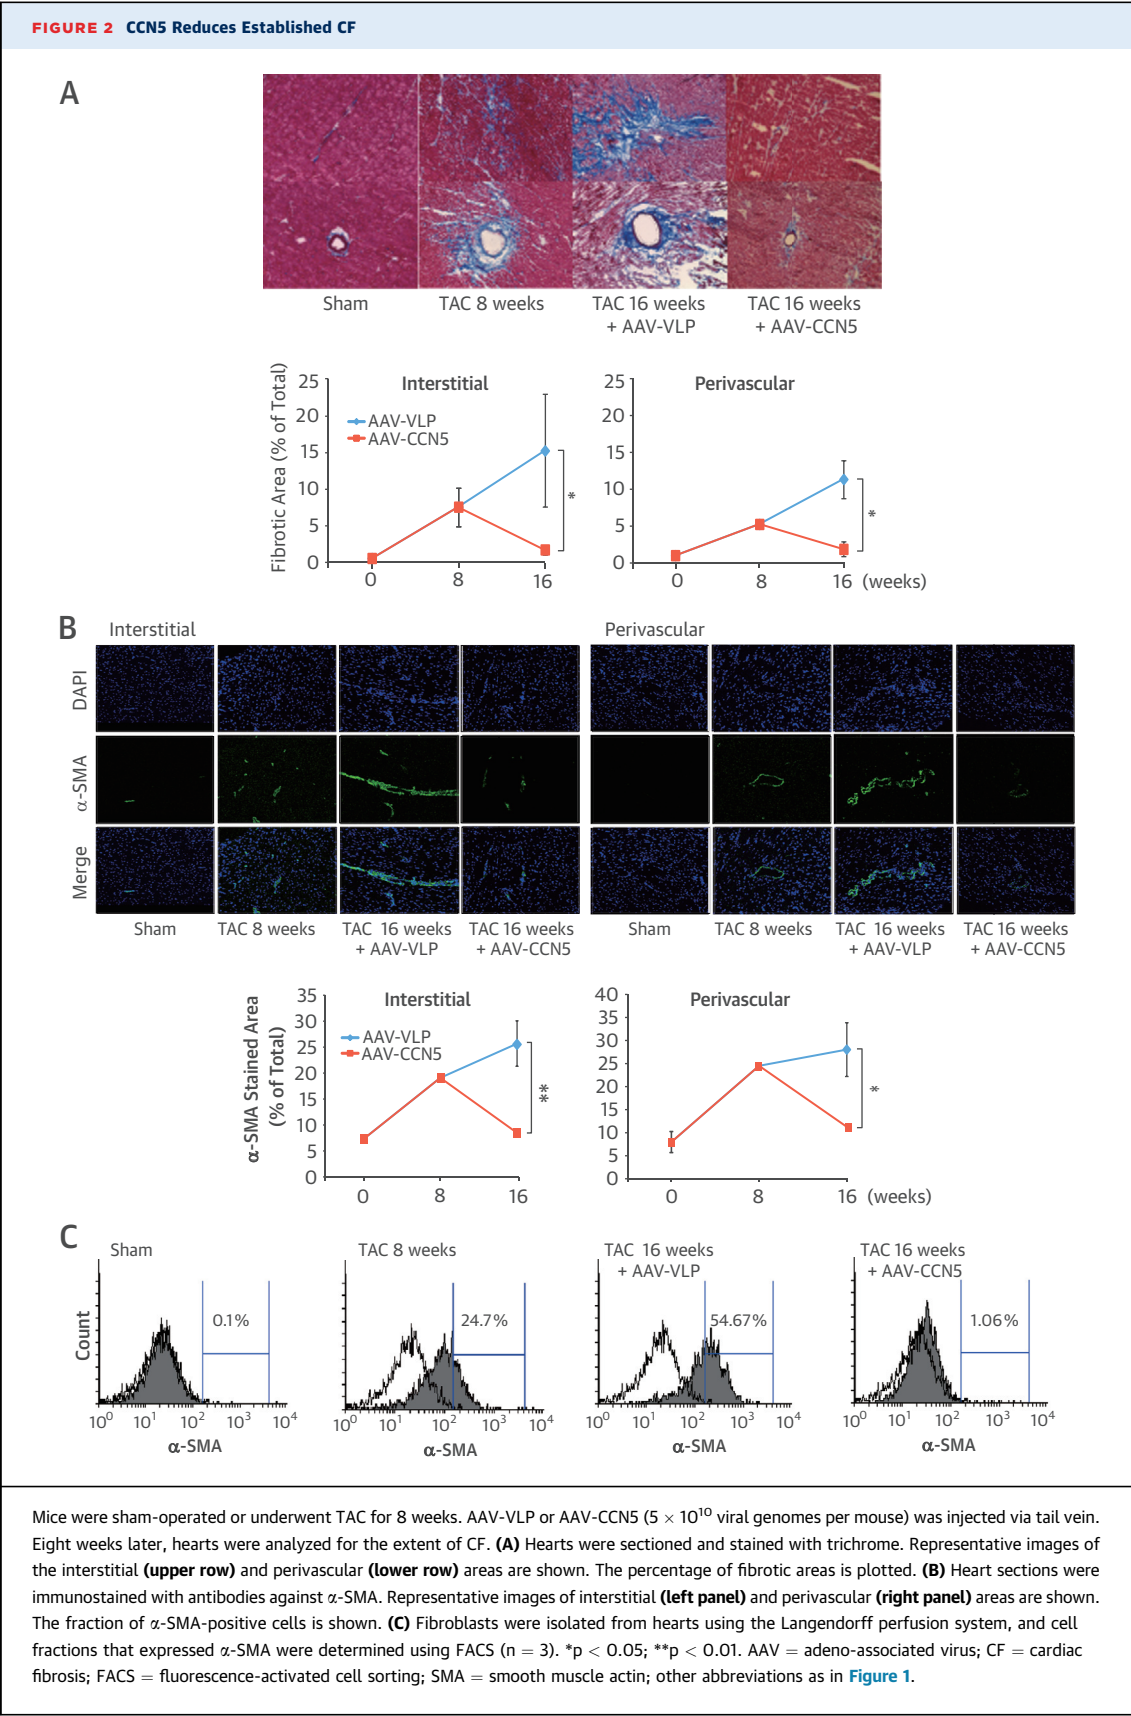 FIGURE 2 CCN5 Reduces Established CF
A
Sham
TAC 8 weeks
TAC 16 weeks
+ AAV-VLP
TAC 16 weeks
+ AAV-CCN5
Fibrotic Area (% of Total)
25
20
15
10
5
0
Interstitial
AAV-VLP
AAV-CCN5
*
0
8
16
25
20
15
10
5
0
Perivascular
*
0
8
16 (weeks)
B
Interstitial
Perivascular
DAPI
α-SMA
Merge
Sham
TAC 8 weeks
TAC 16 weeks
+ AAV-VLP
TAC 16 weeks
+ AAV-CCN5
Sham
TAC 8 weeks
TAC 16 weeks
+ AAV-VLP
TAC 16 weeks
+ AAV-CCN5
α-SMA Stained Area
(% of Total)
35
30
25
20
15
10
5
0
Interstitial
AAV-VLP
AAV-CCN5
**
0
8
16
40
35
30
25
20
15
10
5
0
Perivascular
*
0
8
16 (weeks)
C
Count
Sham
0.1%
10⁰ 10¹ 10² 10³ 10⁴
α-SMA
TAC 8 weeks
24.7%
10⁰ 10¹ 10² 10³ 10⁴
α-SMA
TAC 16 weeks
+ AAV-VLP
54.67%
10⁰ 10¹ 10² 10³ 10⁴
α-SMA
TAC 16 weeks
+ AAV-CCN5
1.06%
10⁰ 10¹ 10² 10³ 10⁴
α-SMA
Mice were sham-operated or underwent TAC for 8 weeks. AAV-VLP or AAV-CCN5 (5 × 10¹⁰ viral genomes per mouse) was injected via tail vein.
Eight weeks later, hearts were analyzed for the extent of CF. (A) Hearts were sectioned and stained with trichrome. Representative images of
the interstitial (upper row) and perivascular (lower row) areas are shown. The percentage of fibrotic areas is plotted. (B) Heart sections were
immunostained with antibodies against α-SMA. Representative images of interstitial (left panel) and perivascular (right panel) areas are shown.
The fraction of α-SMA-positive cells is shown. (C) Fibroblasts were isolated from hearts using the Langendorff perfusion system, and cell
fractions that expressed α-SMA were determined using FACS (n = 3). *p < 0.05; **p < 0.01. AAV = adeno-associated virus; CF = cardiac
fibrosis; FACS = fluorescence-activated cell sorting; SMA = smooth muscle actin; other abbreviations as in Figure 1.